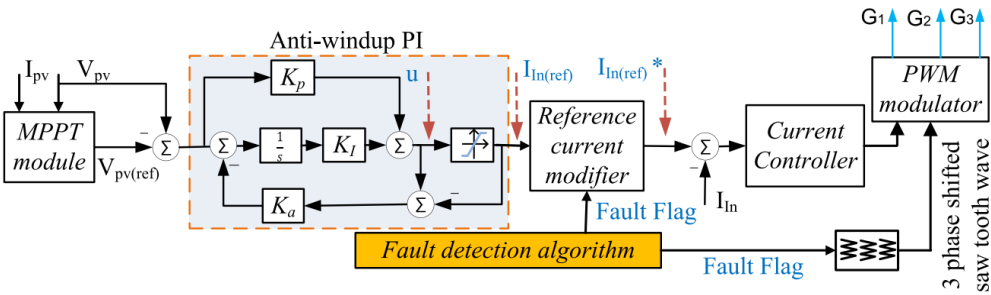 G1 G2 G3
Anti-windup PI
Ipv Vpv
Kp
u
IIn(ref)
IIn(ref) *
PWM
modulator
MPPT
module
−
Σ
Vpv(ref)
Σ
−
1
s
KI
Σ
Reference
current
modifier
Σ
−
Current
Controller
IIn
Ka
Σ
−
Fault Flag
Fault detection algorithm
Fault Flag
3 phase shifted
saw tooth wave